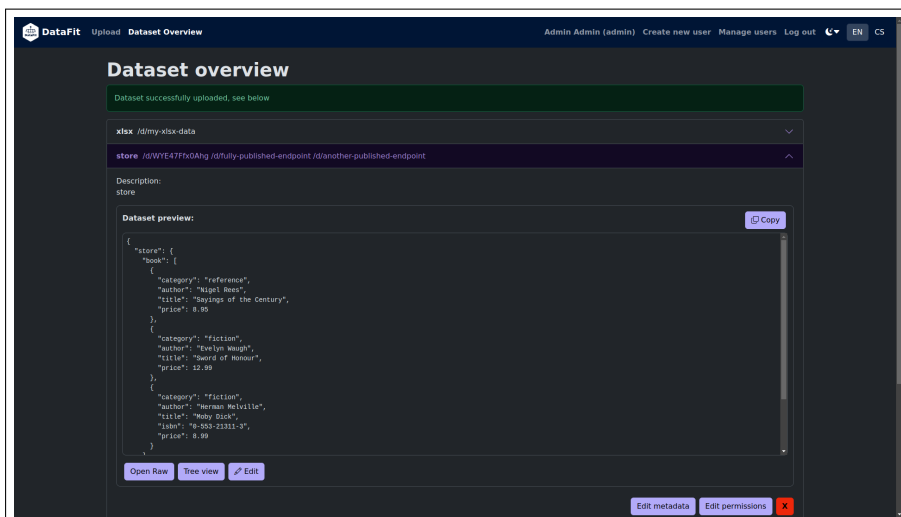 DataFit Upload Dataset Overview Admin Admin (admin) Create new user Manage users Log out EN CS
Dataset overview
Dataset successfully uploaded, see below
xlsx /d/my-xlsx-data
store /d/WYE47Ffx0Ahg /d/fully-published-endpoint /d/another-published-endpoint
Description:
store
Dataset preview:
Copy
{
"store": {
"book": [
{
"category": "reference",
"author": "Nigel Rees",
"title": "Sayings of the Century",
"price": 8.95
},
{
"category": "fiction",
"author": "Evelyn Waugh",
"title": "Sword of Honour",
"price": 12.99
},
{
"category": "fiction",
"author": "Herman Melville",
"title": "Moby Dick",
"isbn": "0-553-21311-3",
"price": 8.99
}
]
Open Raw Tree view Edit
Edit metadata Edit permissions X